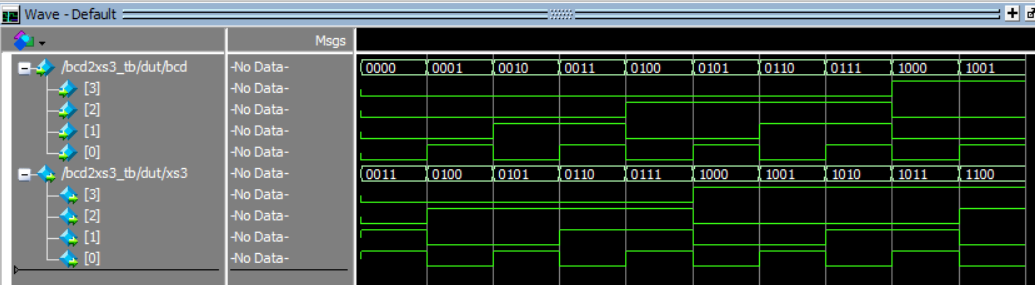 Wave - Default
Msgs
/bcd2xs3_tb/dut/bcd -No Data- 0000 0001 0010 0011 0100 0101 0110 0111 1000 1001
[3] -No Data-
[2] -No Data-
[1] -No Data-
[0] -No Data-
/bcd2xs3_tb/dut/xs3 -No Data- 0011 0100 0101 0110 0111 1000 1001 1010 1011 1100
[3] -No Data-
[2] -No Data-
[1] -No Data-
[0] -No Data-